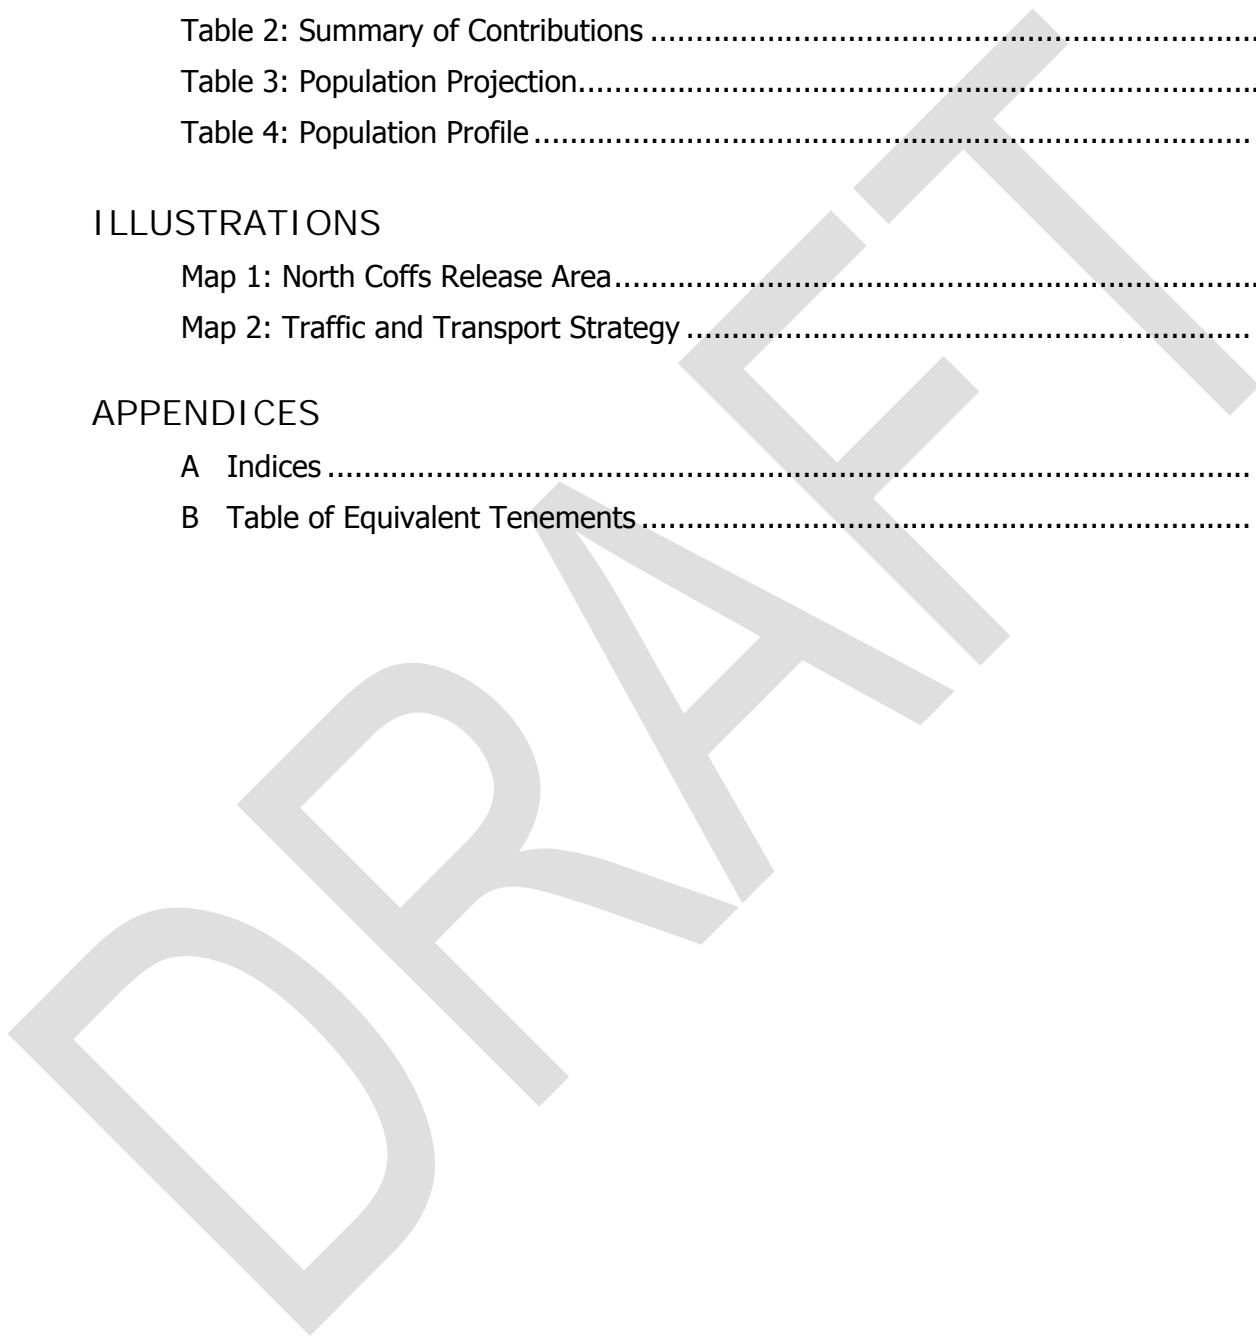 Table 2: Summary of Contributions ....................................................................
Table 3: Population Projection............................................................................
Table 4: Population Profile ................................................................................
ILLUSTRATIONS
Map 1: North Coffs Release Area........................................................................
Map 2: Traffic and Transport Strategy ...............................................................
APPENDICES
A Indices .......................................................................................................
B Table of Equivalent Tenements ....................................................................
DRAFT